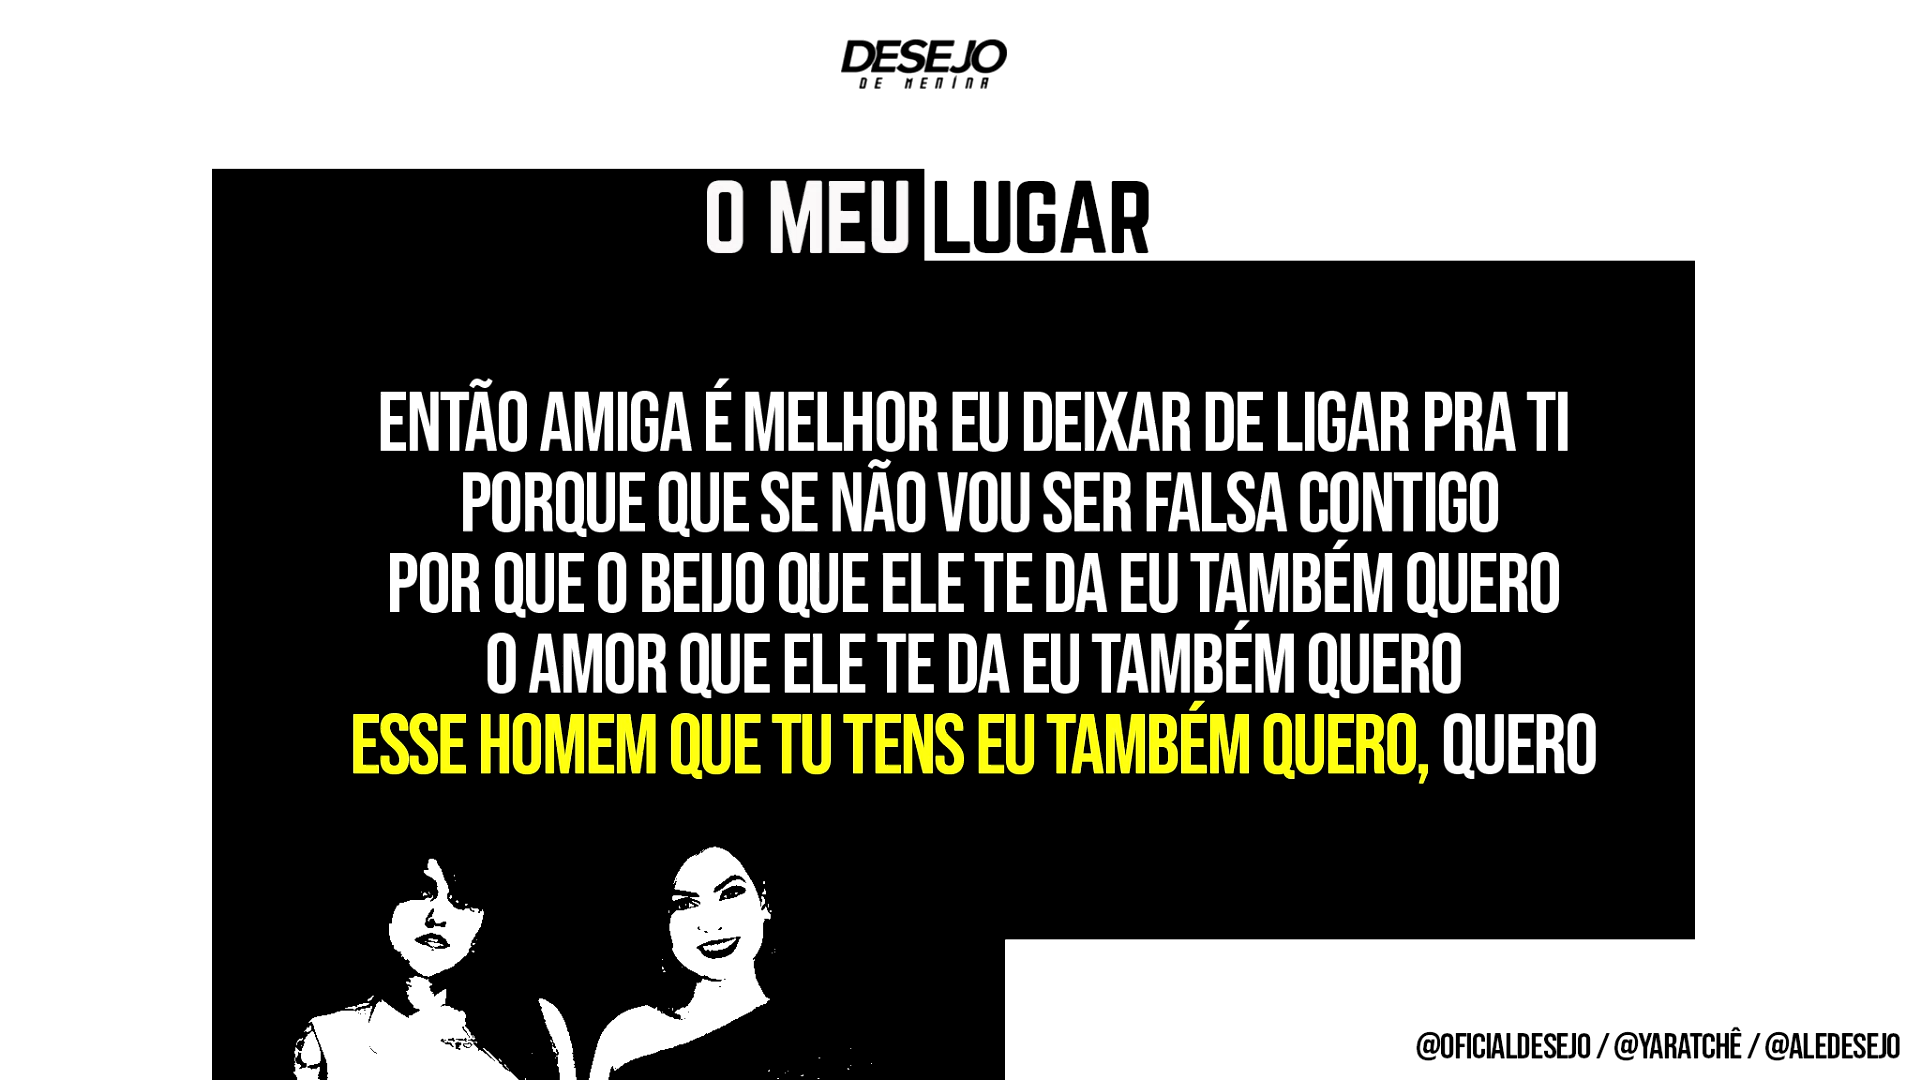 DESEJO
DE MENINA
O MEU LUGAR
ENTÃO AMIGA É MELHOR EU DEIXAR DE LIGAR PRA TI
PORQUE QUE SE NÃO VOU SER FALSA CONTIGO
POR QUE O BEIJO QUE ELE TE DA EU TAMBÉM QUERO
O AMOR QUE ELE TE DA EU TAMBÉM QUERO
ESSE HOMEM QUE TU TENS EU TAMBÉM QUERO, QUERO
@OFICIALDESEJO / @YARATCHÊ / @ALEDESEJO